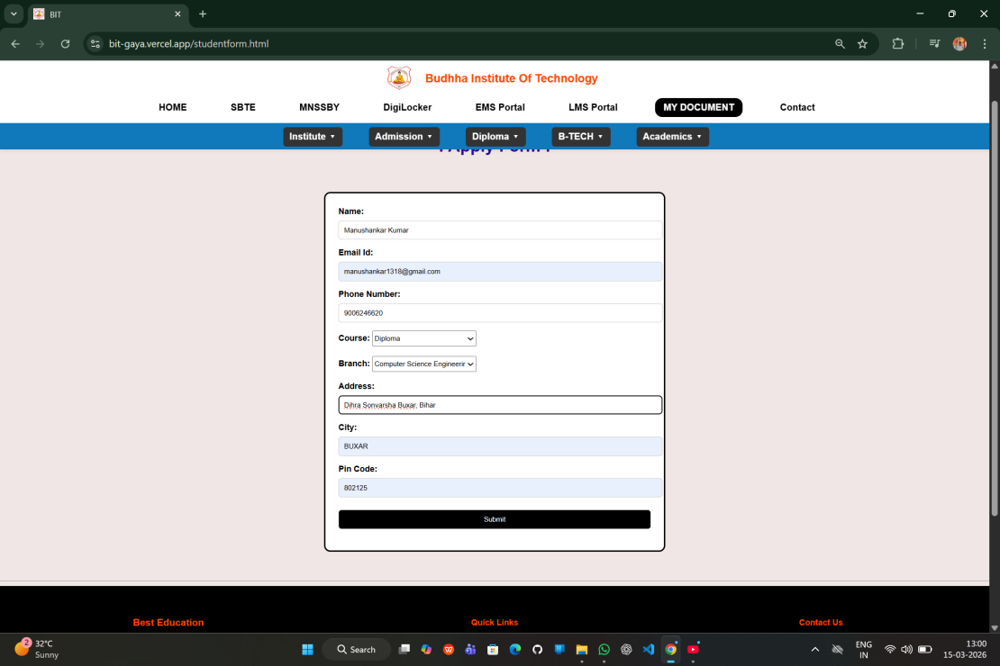 BIT
bit-gaya.vercel.app/studentform.html
Budhha Institute Of Technology
HOME SBTE MNSSBY DigiLocker EMS Portal LMS Portal MY DOCUMENT Contact
Institute Admission Diploma B-TECH Academics
Apply Form
Name:
Manushankar Kumar
Email Id:
manushankar1318@gmail.com
Phone Number:
9006246620
Course: Diploma
Branch: Computer Science Engineerin
Address:
Dihra Sonvarsha Buxar, Bihar
City:
BUXAR
Pin Code:
802125
Submit
Best Education Quick Links Contact Us
2 32°C
Sunny
Search
ENG
IN
13:00
15-03-2026